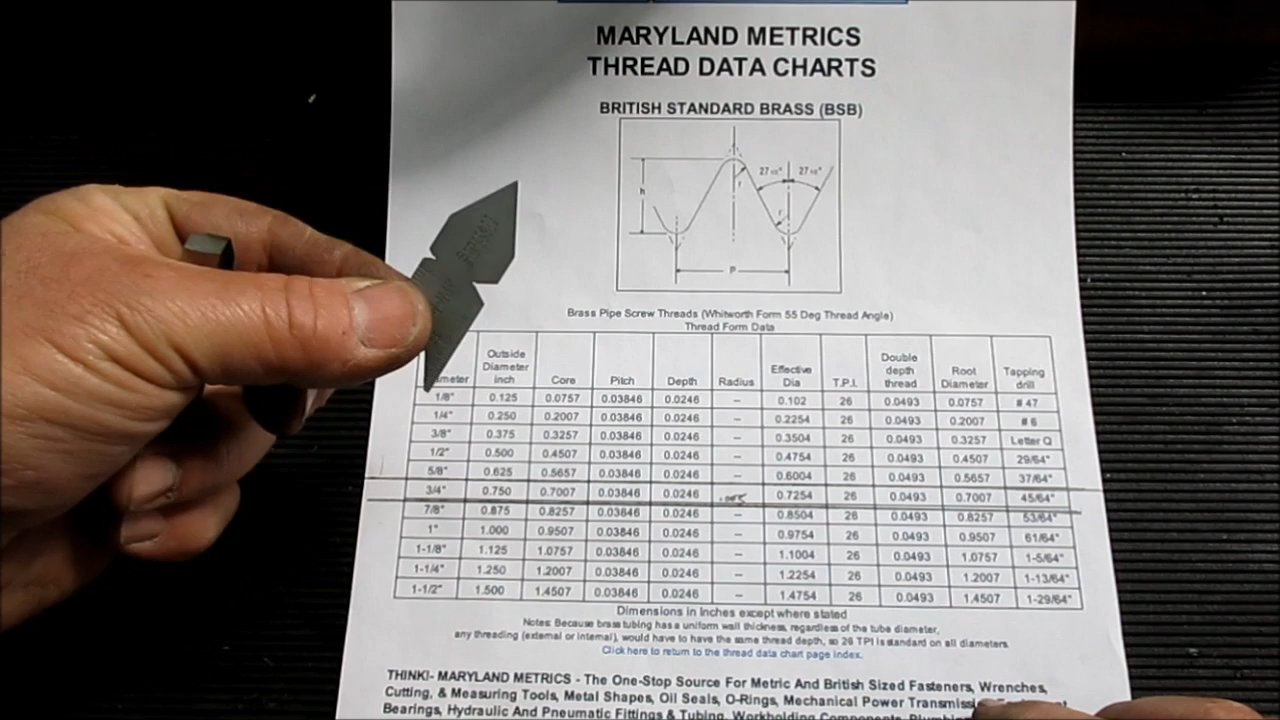 MARYLAND METRICS
THREAD DATA CHARTS
BRITISH STANDARD BRASS (BSB)
h
r
27 1/2° 27 1/2°
r
P
Brass Pipe Screw Threads (Whitworth Form 55 Deg Thread Angle)
Thread Form Data
Outside Diameter inch Core Pitch Depth Radius Effective Dia T.P.I. Double depth thread Root Diameter Tapping drill
1/8" 0.125 0.0757 0.03846 0.0246 -- 0.102 26 0.0493 0.0757 # 47
1/4" 0.250 0.2007 0.03846 0.0246 -- 0.2254 26 0.0493 0.2007 # 6
3/8" 0.375 0.3257 0.03846 0.0246 -- 0.3504 26 0.0493 0.3257 Letter Q
1/2" 0.500 0.4507 0.03846 0.0246 -- 0.4754 26 0.0493 0.4507 29/64"
5/8" 0.625 0.5657 0.03846 0.0246 -- 0.6004 26 0.0493 0.5657 37/64"
3/4" 0.750 0.7007 0.03846 0.0246 .005 0.7254 26 0.0493 0.7007 45/64"
7/8" 0.875 0.8257 0.03846 0.0246 -- 0.8504 26 0.0493 0.8257 53/64"
1" 1.000 0.9507 0.03846 0.0246 -- 0.9754 26 0.0493 0.9507 61/64"
1-1/8" 1.125 1.0757 0.03846 0.0246 -- 1.1004 26 0.0493 1.0757 1-5/64"
1-1/4" 1.250 1.2007 0.03846 0.0246 -- 1.2254 26 0.0493 1.2007 1-13/64"
1-1/2" 1.500 1.4507 0.03846 0.0246 -- 1.4754 26 0.0493 1.4507 1-29/64"
Dimensions in Inches except where stated
Notes: Because brass tubing has a uniform wall thickness, regardless of the tube diameter,
any threading (external or internal), would have to have the same thread depth, so 26 TPI is standard on all diameters.
Click here to return to the thread data chart page index.
THINK!- MARYLAND METRICS - The One-Stop Source For Metric And British Sized Fasteners, Wrenches,
Cutting, & Measuring Tools, Metal Shapes, Oil Seals, O-Rings, Mechanical Power
Bearings, Hydraulic And Pneumatic Fittings & Tubing, Workholding Components,